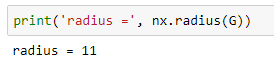 print('radius =', nx.radius(G))
radius = 11